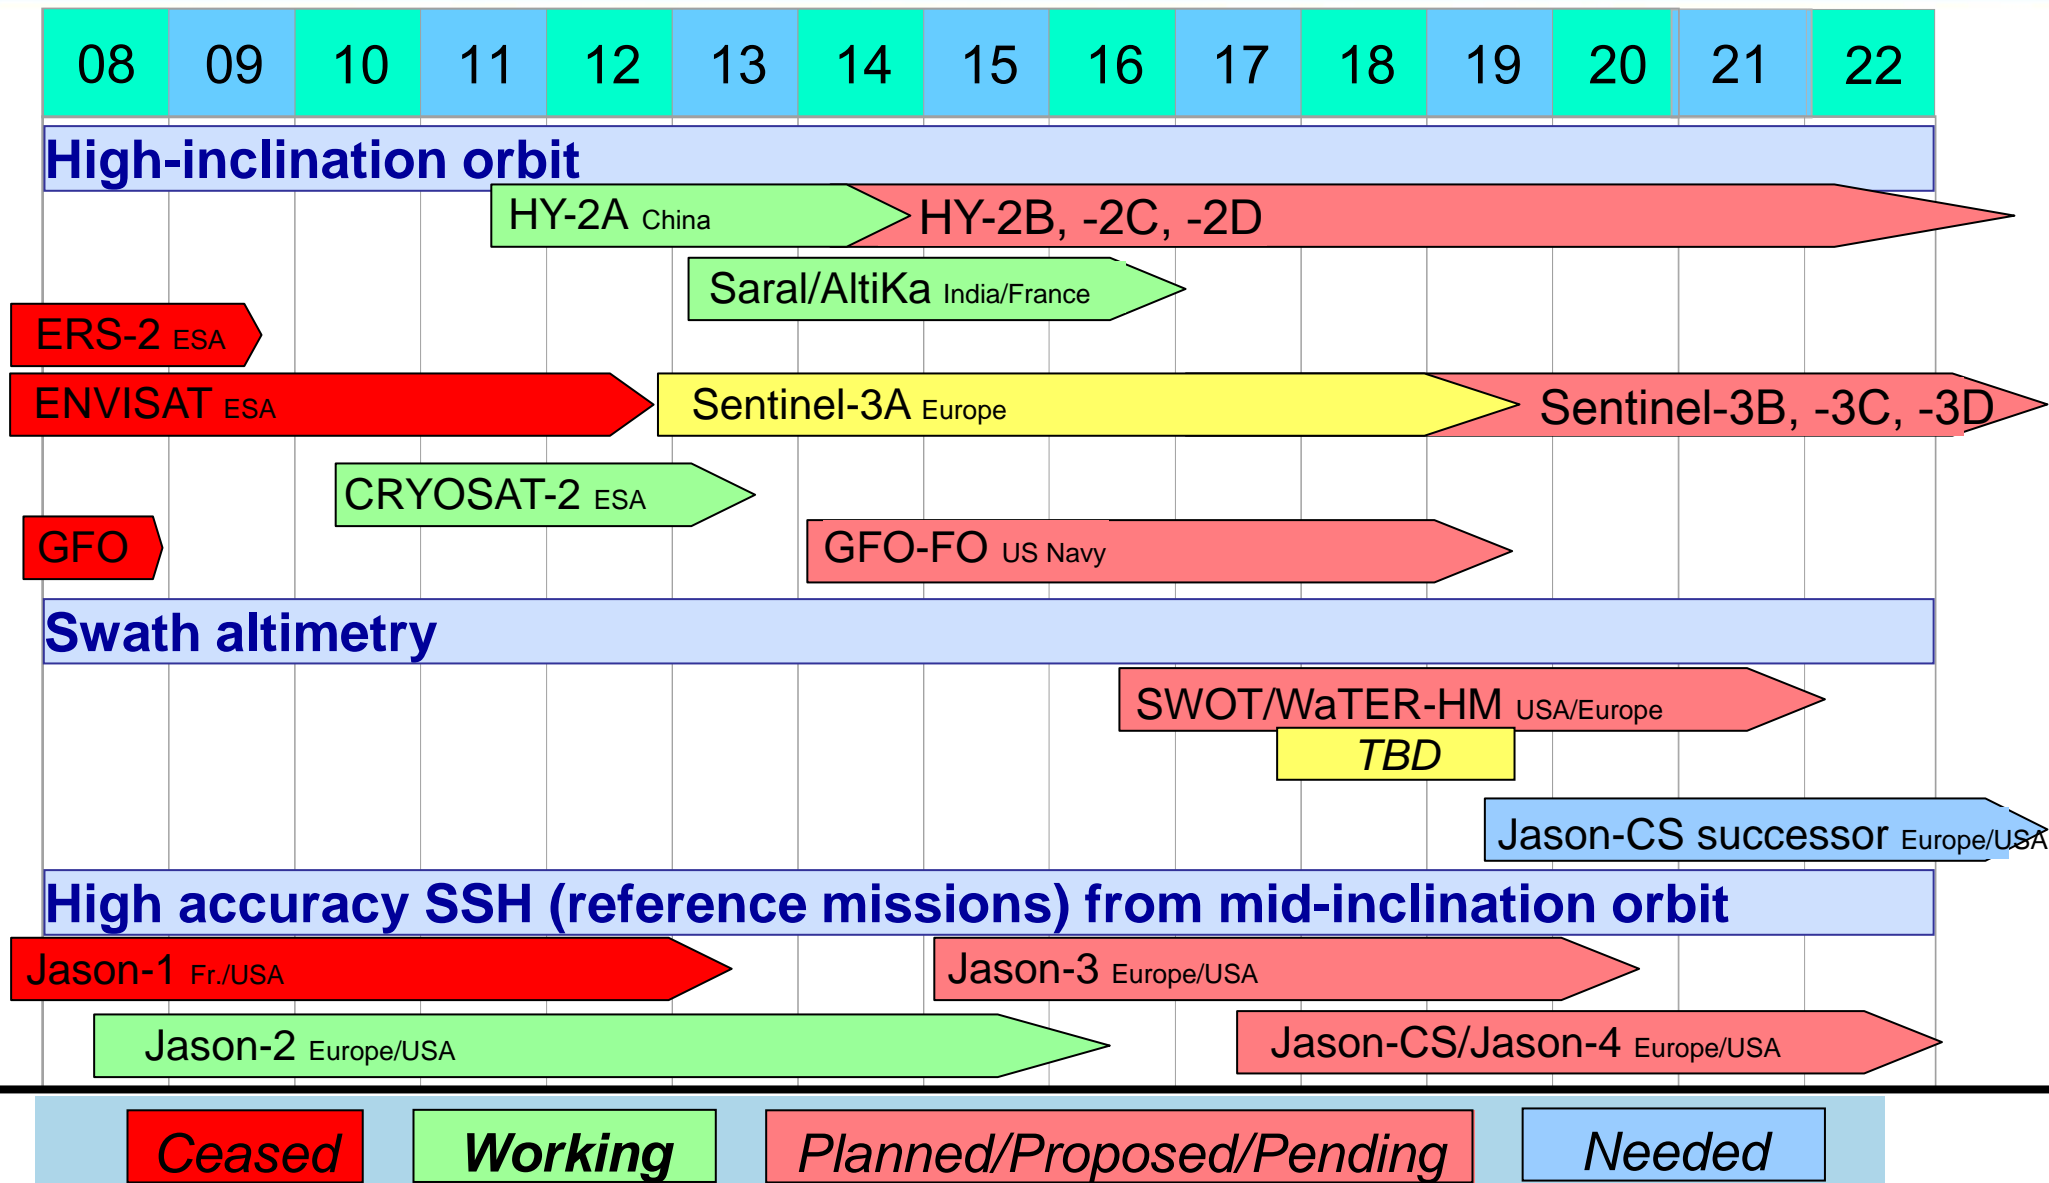 08 09 10 11 12 13 14 15 16 17 18 19 20 21 22
High-inclination orbit
HY-2A China HY-2B, -2C, -2D
Saral/AltiKa India/France
ERS-2 ESA
ENVISAT ESA Sentinel-3A Europe Sentinel-3B, -3C, -3D
CRYOSAT-2 ESA
GFO GFO-FO US Navy
Swath altimetry
SWOT/WaTER-HM USA/Europe
TBD
Jason-CS successor Europe/USA
High accuracy SSH (reference missions) from mid-inclination orbit
Jason-1 Fr./USA Jason-3 Europe/USA
Jason-2 Europe/USA Jason-CS/Jason-4 Europe/USA
Ceased Working Planned/Proposed/Pending Needed